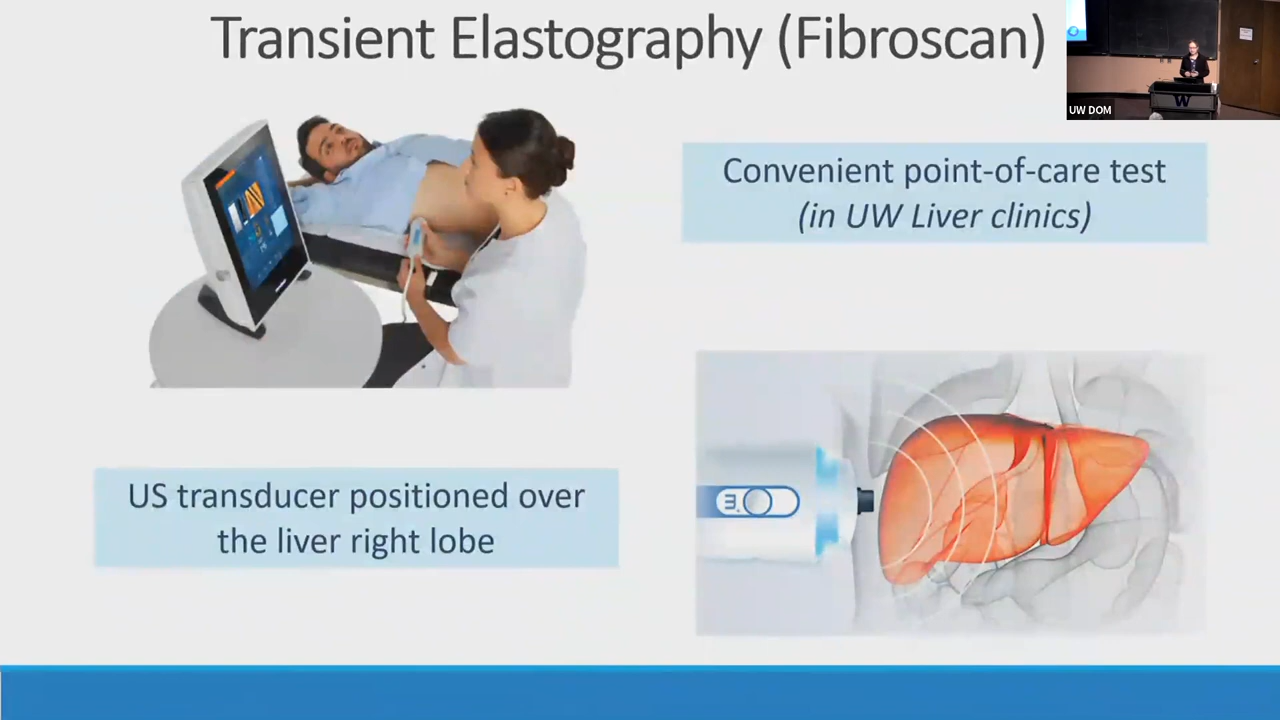 Transient Elastography (Fibroscan)
UW DOM
W
Convenient point-of-care test
(in UW Liver clinics)
US transducer positioned over
the liver right lobe
m.